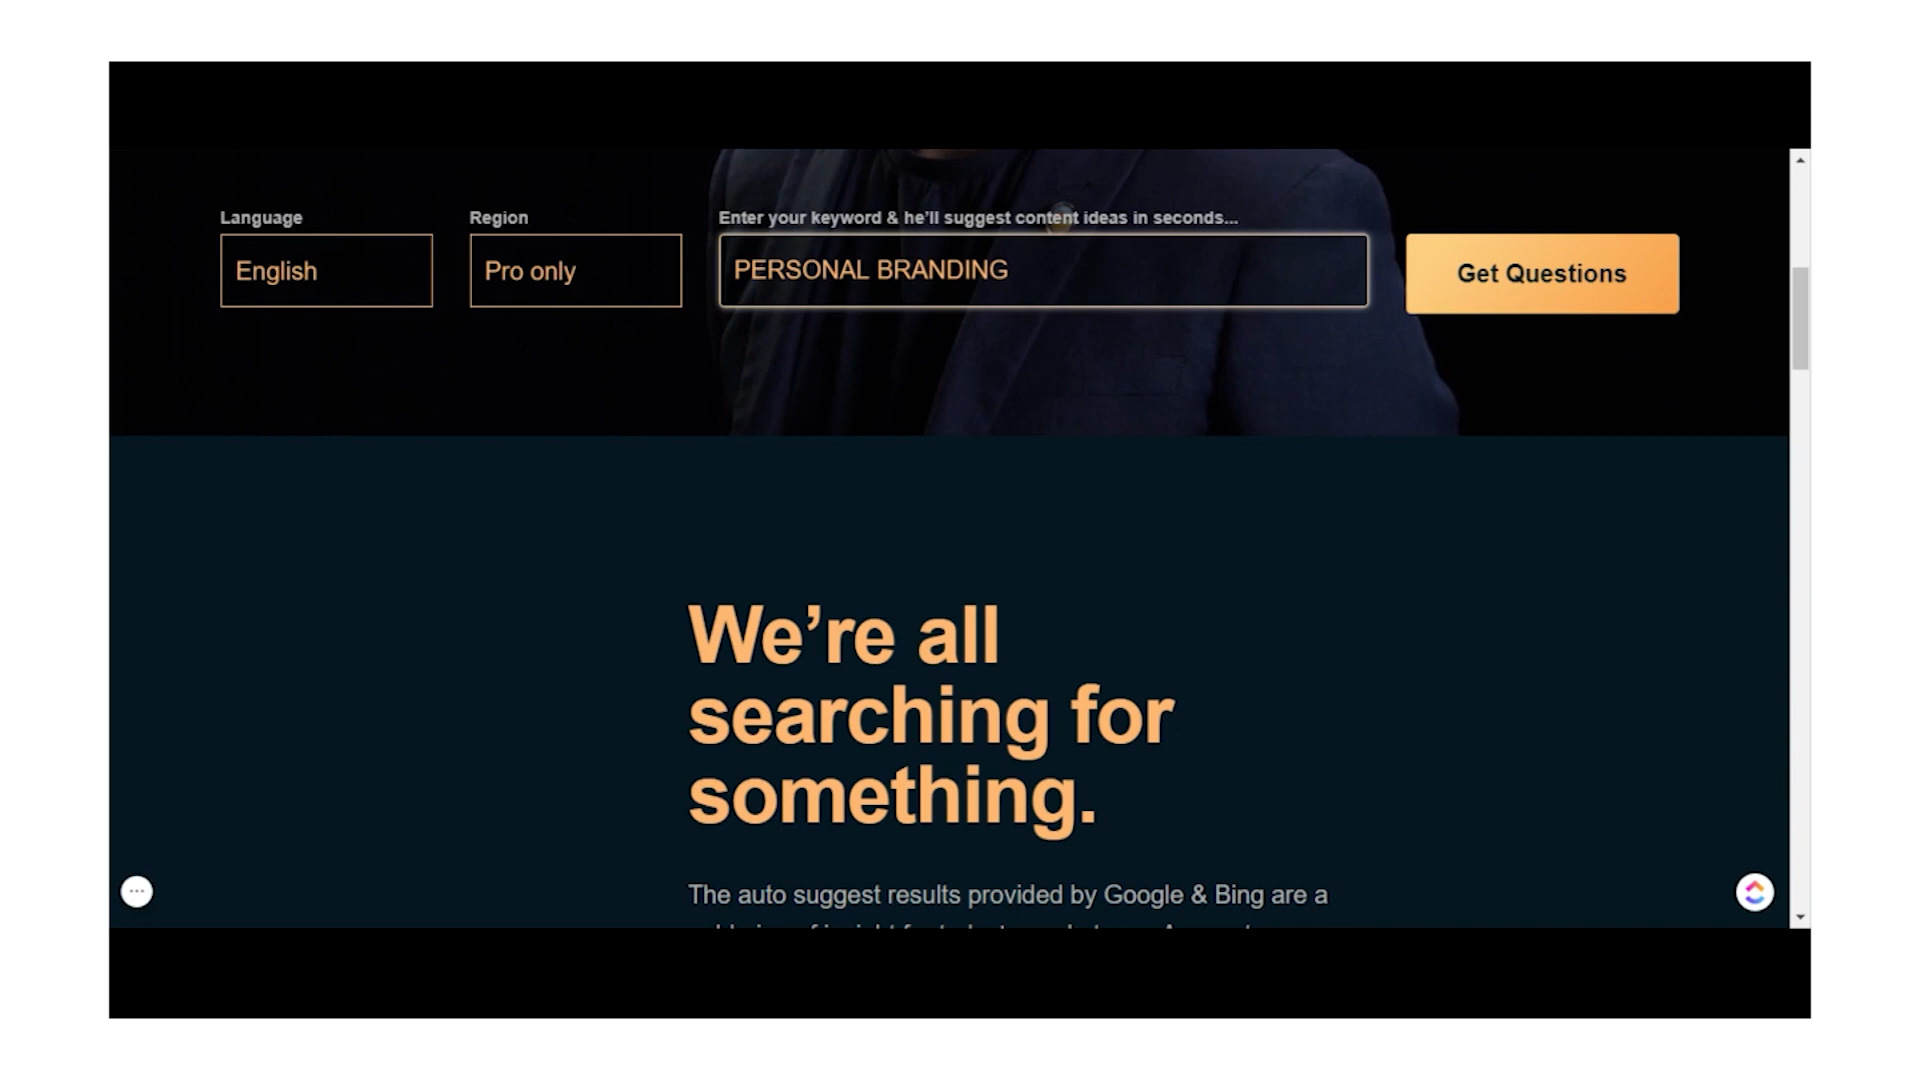 Language
Region
Enter your keyword & he'll suggest content ideas in seconds...
English
Pro only
PERSONAL BRANDING
Get Questions
We're all
searching for
something.
The auto suggest results provided by Google & Bing are a